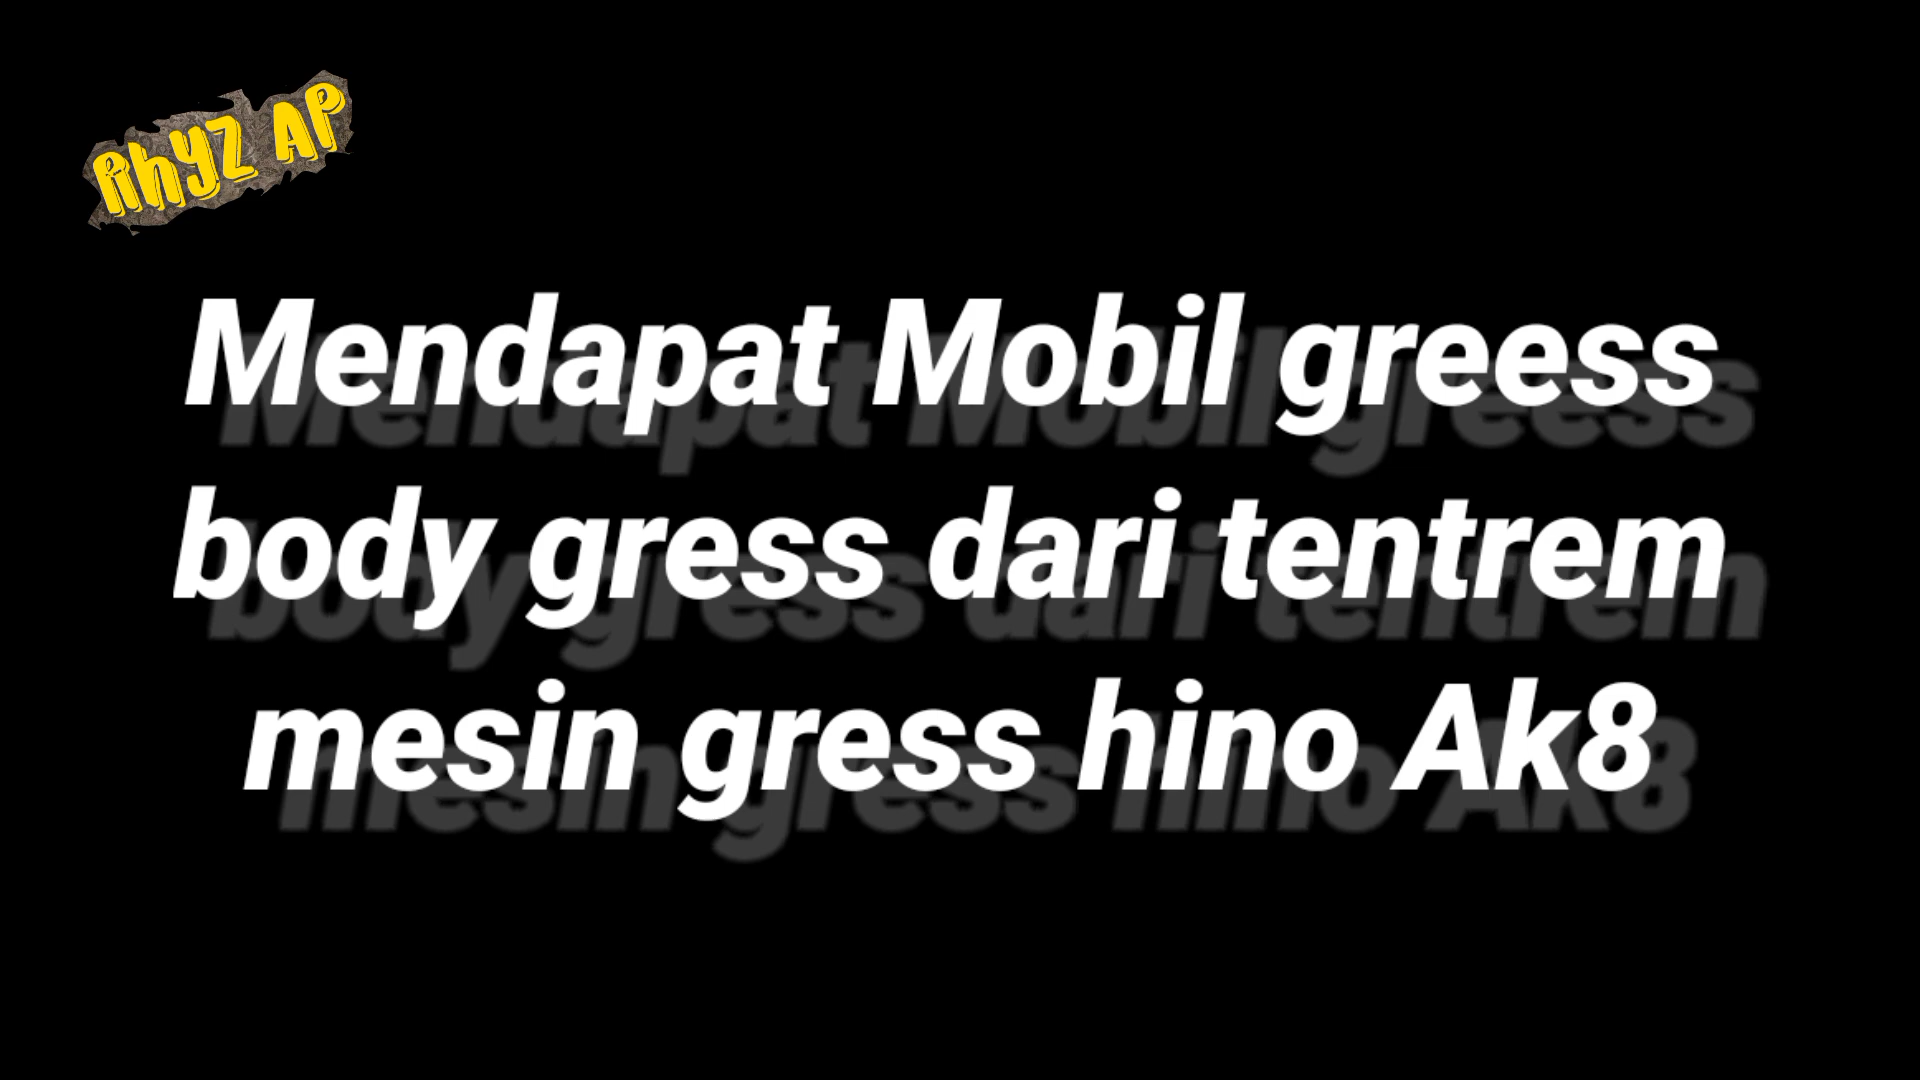 Rhyz AP
Mendapat Mobil greess
body gress dari tentrem
mesin gress hino Ak8